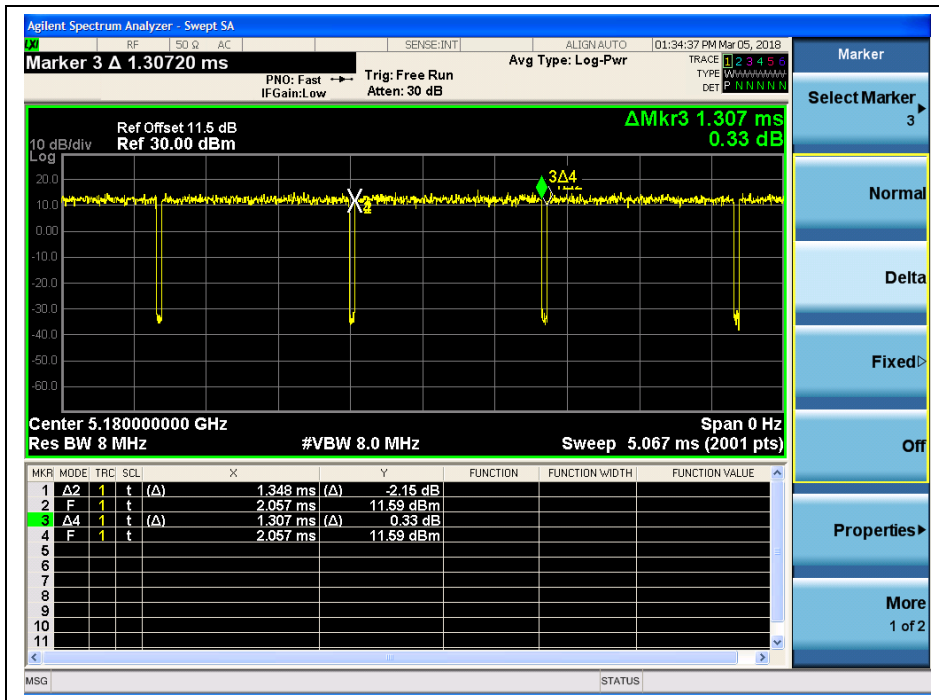 Agilent Spectrum Analyzer - Swept SA
LXI RF 50 Ω AC SENSE:INT ALIGN AUTO 01:34:37 PM Mar 05, 2018
Marker 3 Δ 1.30720 ms
PNO: Fast
IFGain:Low
Trig: Free Run
Atten: 30 dB
Avg Type: Log-Pwr
TRACE 1 2 3 4 5 6
TYPE WWWWWW
DET P N N N N N
ΔMkr3 1.307 ms
0.33 dB
Ref Offset 11.5 dB
10 dB/div Ref 30.00 dBm
Log
20.0
10.0
0.00
-10.0
-20.0
-30.0
-40.0
-50.0
-60.0
3Δ4
Center 5.180000000 GHz Span 0 Hz
Res BW 8 MHz #VBW 8.0 MHz Sweep 5.067 ms (2001 pts)
MKR MODE TRC SCL X Y FUNCTION FUNCTION WIDTH FUNCTION VALUE
1 Δ2 1 t (Δ) 1.348 ms (Δ) -2.15 dB
2 F 1 t 2.057 ms 11.59 dBm
3 Δ4 1 t (Δ) 1.307 ms (Δ) 0.33 dB
4 F 1 t 2.057 ms 11.59 dBm
5
6
7
8
9
10
11
MSG STATUS
Marker
Select Marker
3
Normal
Delta
Fixed
Off
Properties
More
1 of 2